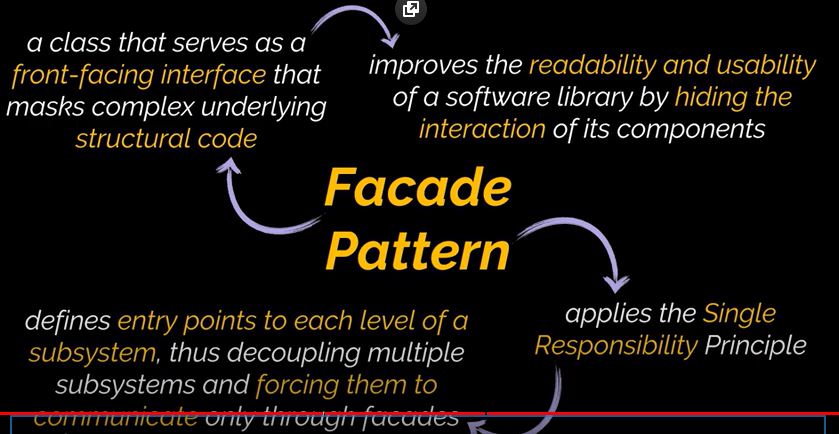 a class that serves as a
front-facing interface that
masks complex underlying
structural code
improves the readability and usability
of a software library by hiding the
interaction of its components
Facade
Pattern
applies the Single
Responsibility Principle
defines entry points to each level of a
subsystem, thus decoupling multiple
subsystems and forcing them to
communicate only through facades